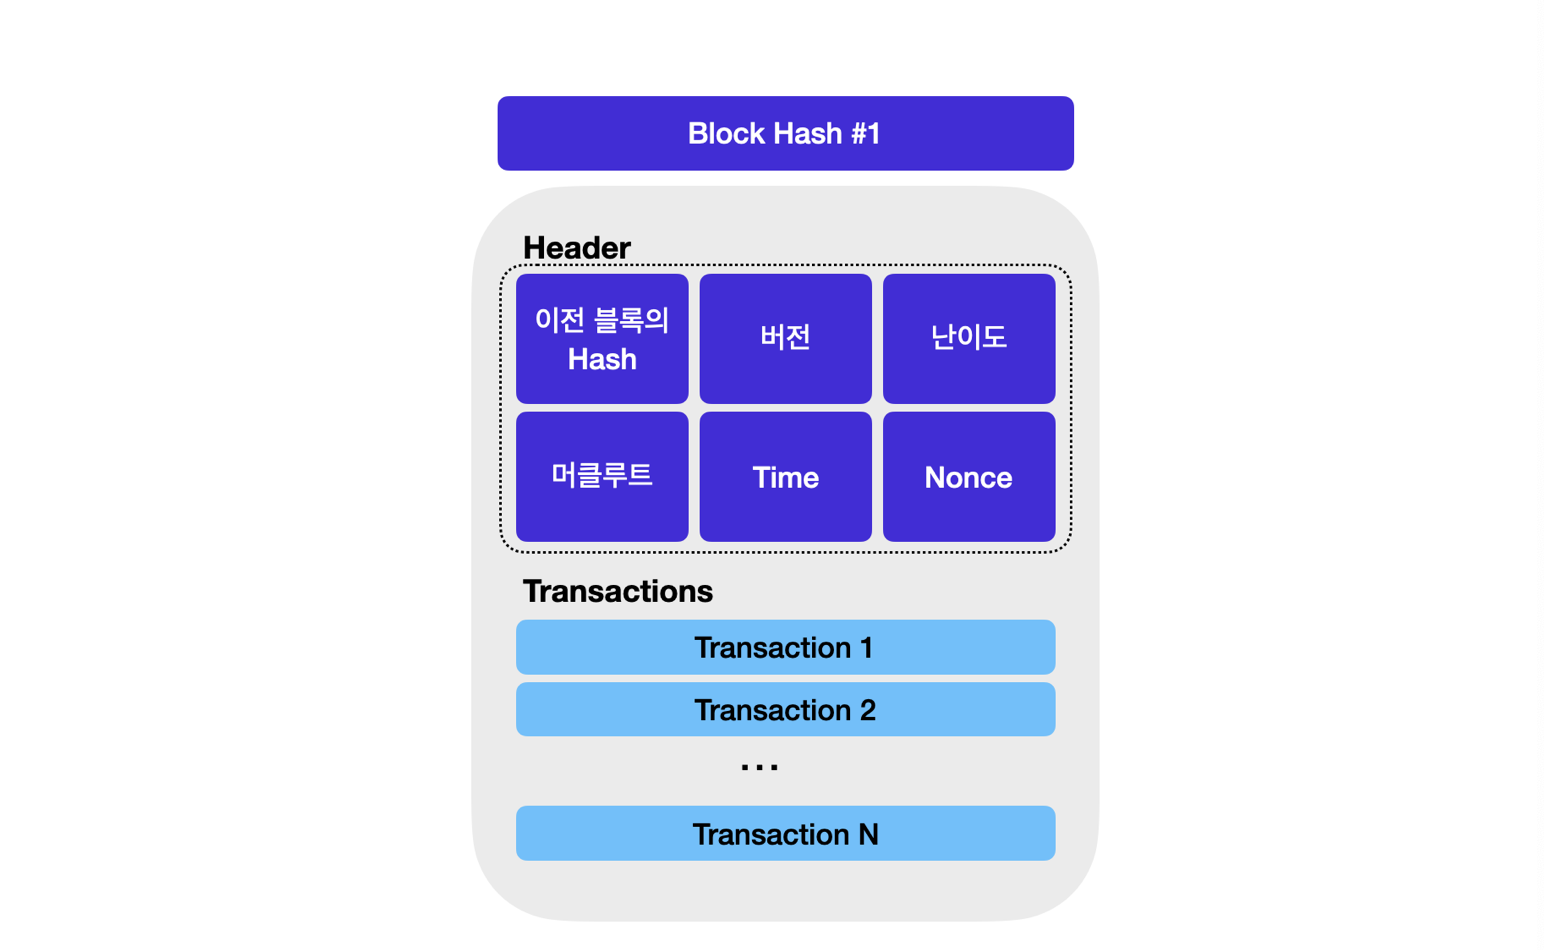 Block Hash #1
Header
이전 블록의
Hash
버전
난이도
머클루트
Time
Nonce
Transactions
Transaction 1
Transaction 2
...
Transaction N